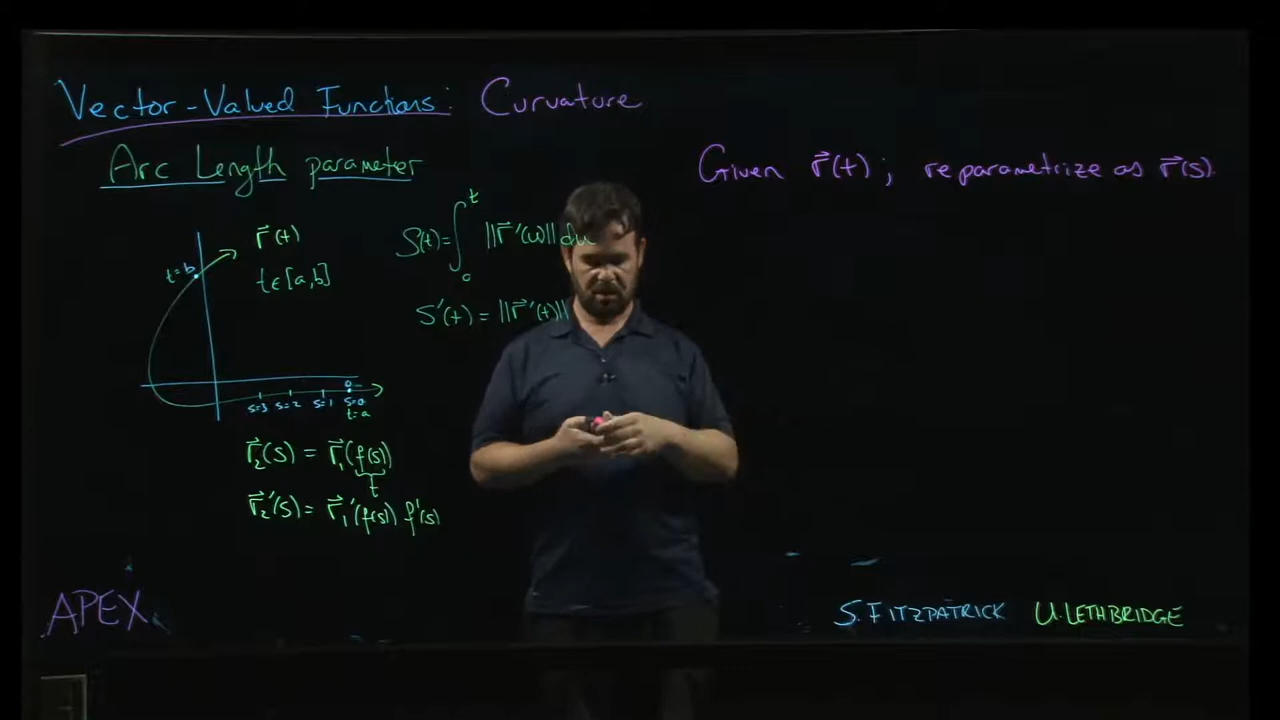 Vector-Valued Functions: Curvature
Arc Length parameter
Given r⃗(t); reparametrize as r⃗(s).
r⃗(t)
t∈[a,b]
t=b
S(t)=∫ₐᵗ ||r⃗'(u)||du
S'(t) = ||r⃗'(t)||
s=3 s=2 s=1 s=0
t=a
r⃗₂(s) = r⃗₁(f(s))
t
r⃗₂'(s) = r⃗₁'(f(s)) f'(s)
APEX
S. FITZPATRICK U. LETHBRIDGE